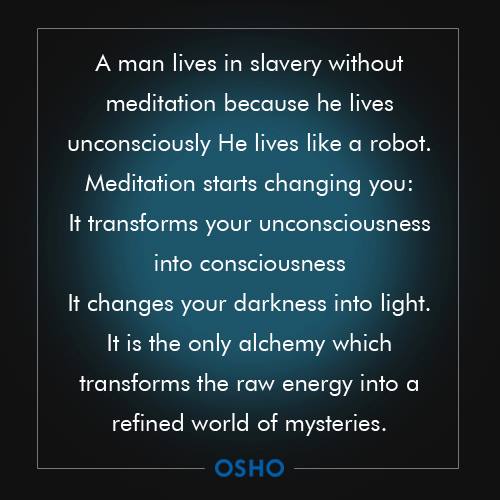 A man lives in slavery without
meditation because he lives
unconsciously He lives like a robot.
Meditation starts changing you:
It transforms your unconsciousness
into consciousness
It changes your darkness into light.
It is the only alchemy which
transforms the raw energy into a
refined world of mysteries.
OSHO